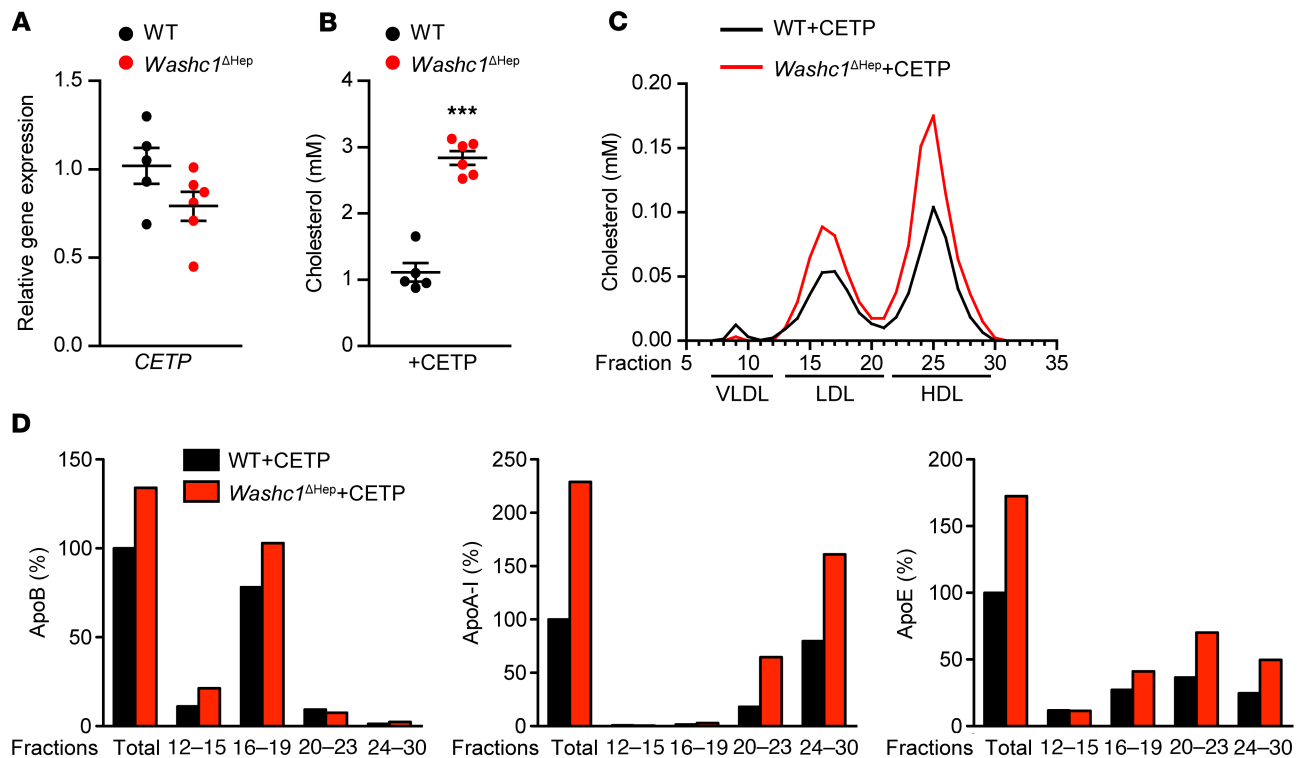 A
WT
Washc1ΔHep
Relative gene expression
1.5
1.0
0.5
0.0
CETP
B
WT
Washc1ΔHep
Cholesterol (mM)
4
3
2
1
0
***
+CETP
C
WT+CETP
Washc1ΔHep+CETP
Cholesterol (mM)
0.20
0.15
0.10
0.05
0.00
Fraction 5 10 15 20 25 30 35
VLDL LDL HDL
D
WT+CETP
Washc1ΔHep+CETP
ApoB (%)
150
100
50
0
Fractions Total 12–15 16–19 20–23 24–30
ApoA-I (%)
250
200
150
100
50
0
Fractions Total 12–15 16–19 20–23 24–30
ApoE (%)
200
150
100
50
0
Fractions Total 12–15 16–19 20–23 24–30